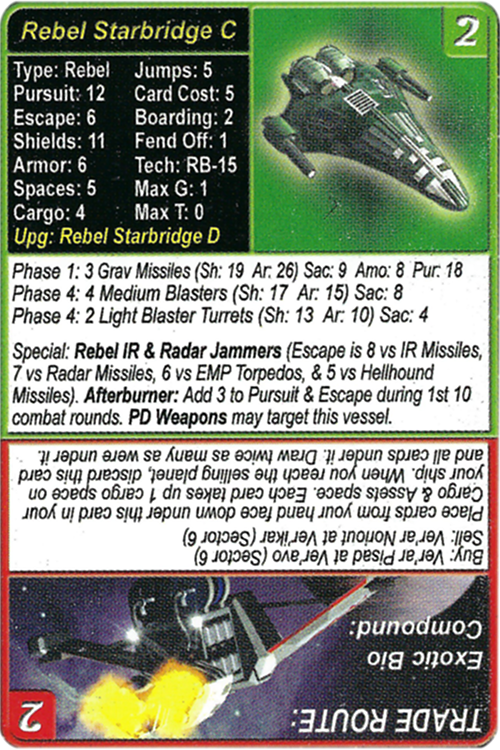 Rebel Starbridge C
2
Type: Rebel Jumps: 5
Pursuit: 12 Card Cost: 5
Escape: 6 Boarding: 2
Shields: 11 Fend Off: 1
Armor: 6 Tech: RB-15
Spaces: 5 Max G: 1
Cargo: 4 Max T: 0
Upg: Rebel Starbridge D
Phase 1: 3 Grav Missiles (Sh: 19 Ar: 26) Sac: 9 Amo: 8 Pur: 18
Phase 4: 4 Medium Blasters (Sh: 17 Ar: 15) Sac: 8
Phase 4: 2 Light Blaster Turrets (Sh: 13 Ar: 10) Sac: 4
Special: Rebel IR & Radar Jammers (Escape is 8 vs IR Missiles,
7 vs Radar Missiles, 6 vs EMP Torpedos, & 5 vs Hellhound
Missiles). Afterburner: Add 3 to Pursuit & Escape during 1st 10
combat rounds. PD Weapons may target this vessel.
TRADE ROUTE:
2
Exotic Bio
Compound:
Buy: Ver'ar Pisad at Ver'avo (Sector 6)
Sell: Ver'ar Noriont at Ver'ikar (Sector 6)
Place cards from your hand face down under this card in your
Cargo & Assets space. Each card takes up 1 cargo space on
your ship. When you reach the selling planet, discard this card
and all cards under it. Draw twice as many as were under it.